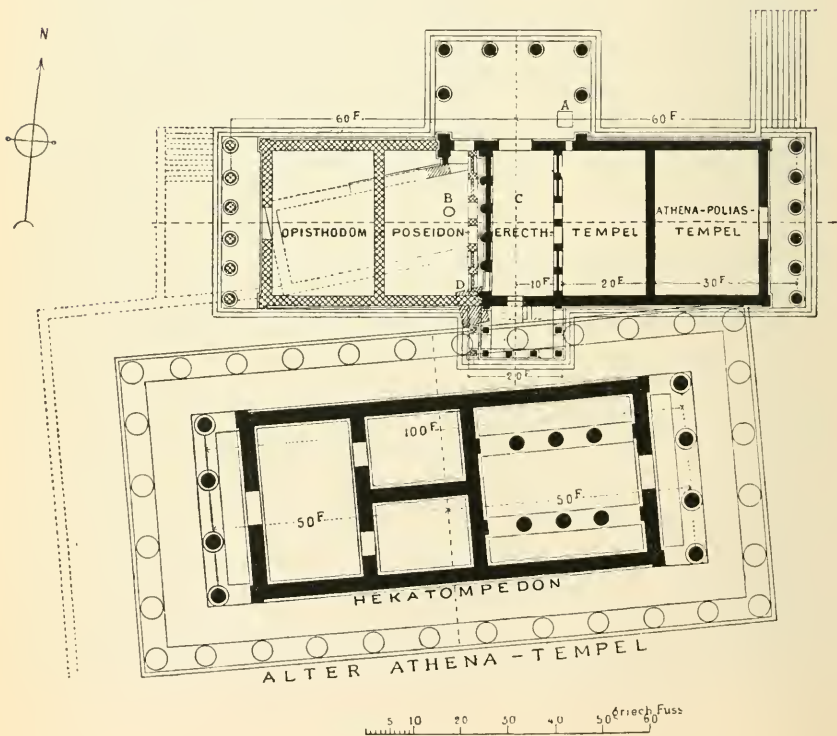 N
A
60 F.
60 F.
B
C
ATHENA-POLIAS-
OPISTHODOM
POSEIDON
ERECTH-
TEMPEL
TEMPEL
D
10 F.
20 F.
30 F.
20 F.
100 F.
50 F.
50 F.
HEKATOMPEDON
ALTER ATHENA-TEMPEL
Griech Fuss
5 10 20 30 40 50 60